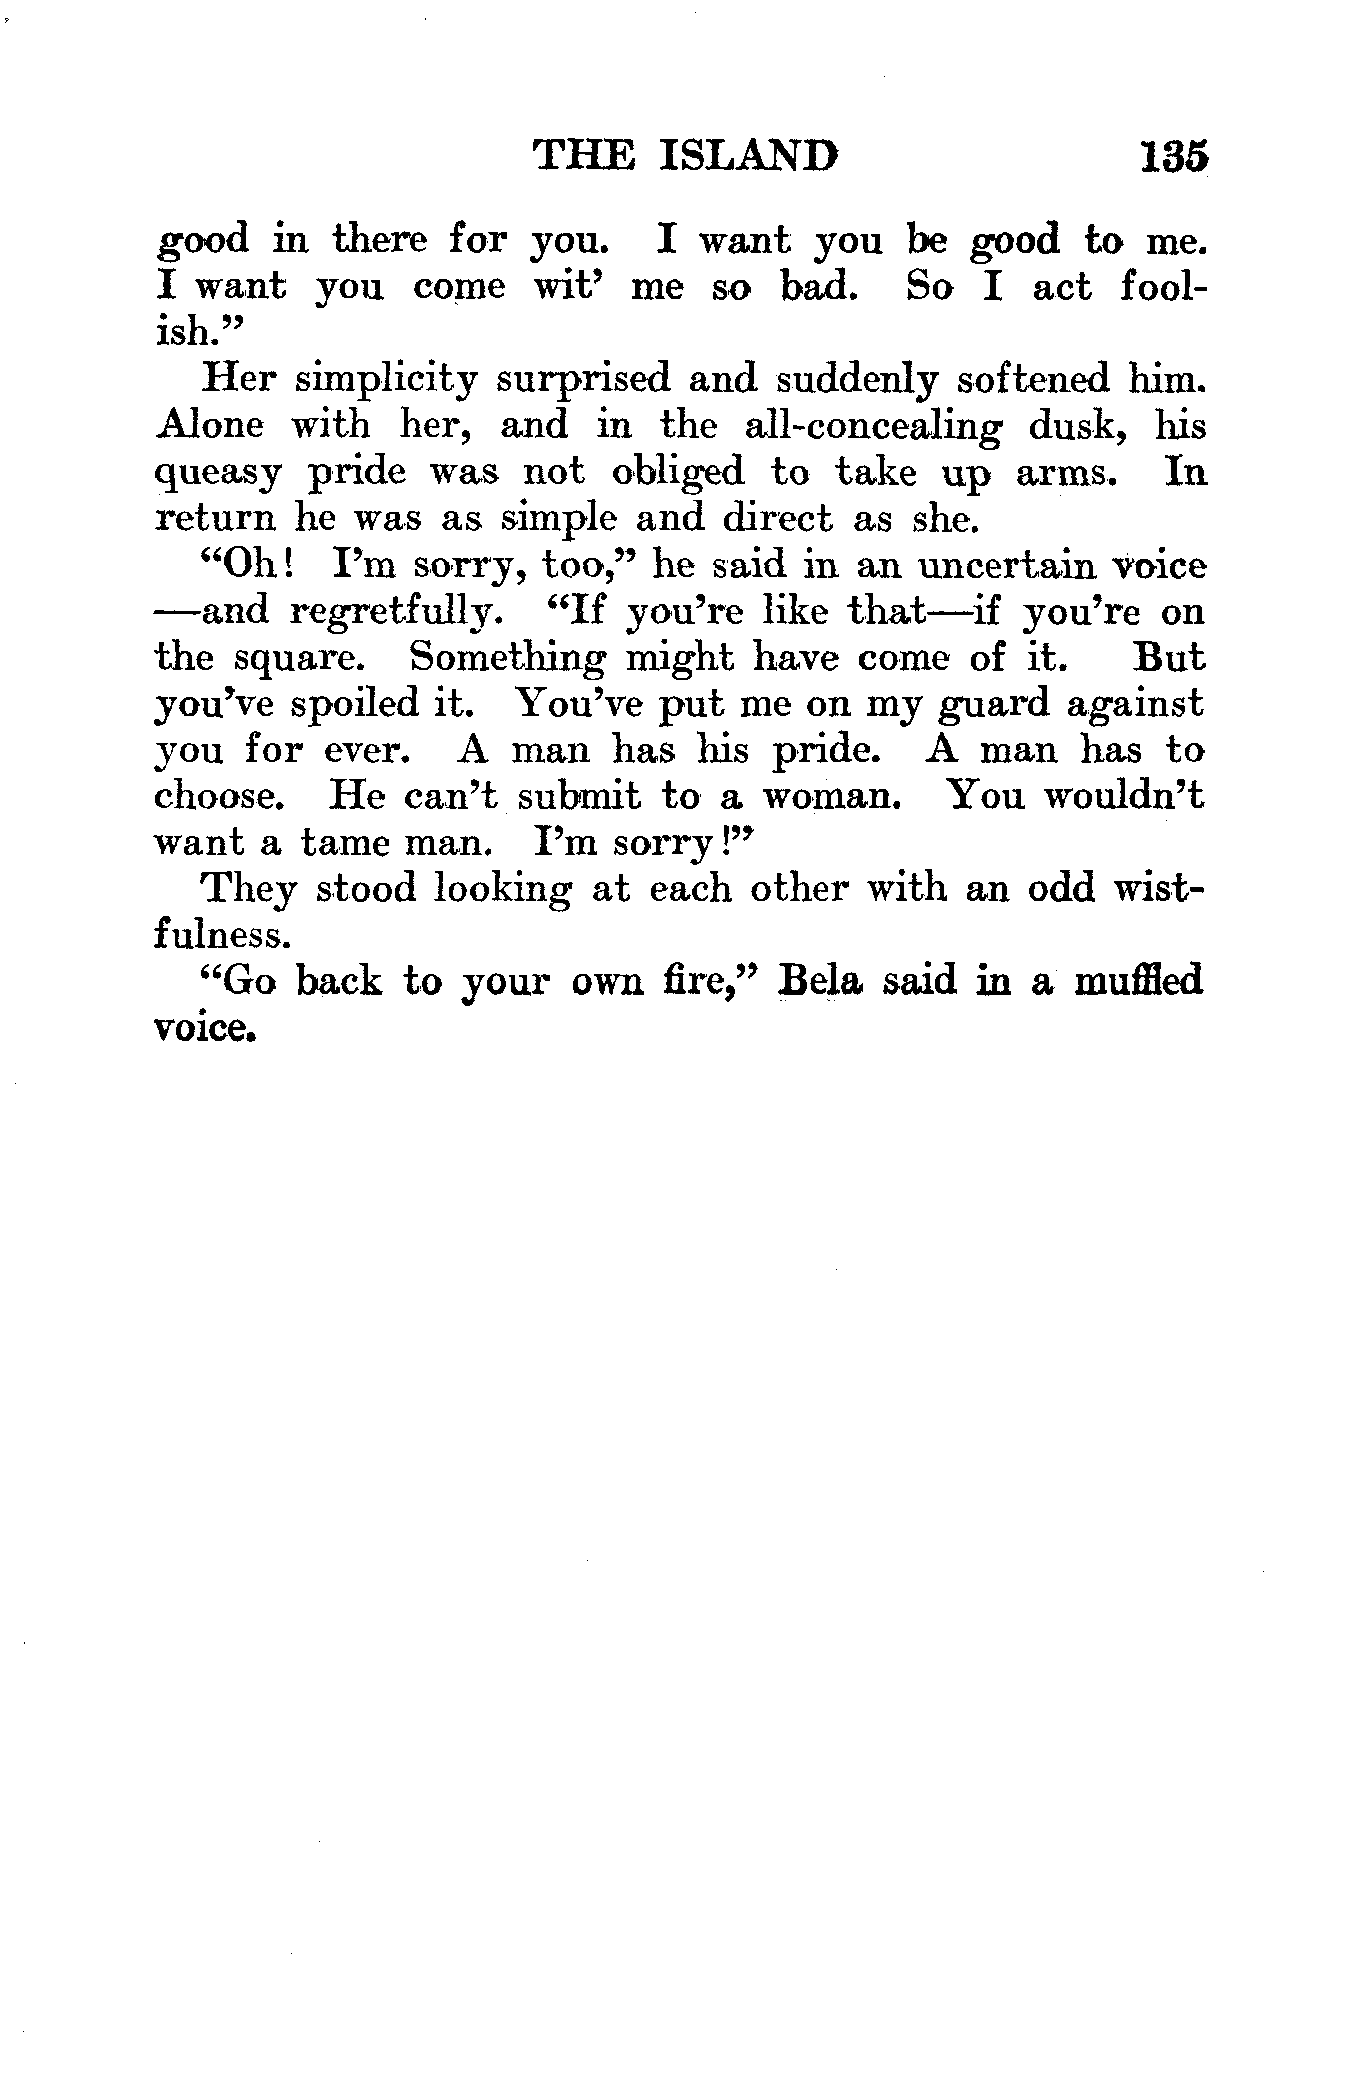 THE ISLAND 135
good in there for you. I want you be good to me.
I want you come wit' me so bad. So I act fool-
ish."
Her simplicity surprised and suddenly softened him.
Alone with her, and in the all-concealing dusk, his
queasy pride was not obliged to take up arms. In
return he was as simple and direct as she.
"Oh! I'm sorry, too," he said in an uncertain voice
—and regretfully. "If you're like that—if you're on
the square. Something might have come of it. But
you've spoiled it. You've put me on my guard against
you for ever. A man has his pride. A man has to
choose. He can't submit to a woman. You wouldn't
want a tame man. I'm sorry!"
They stood looking at each other with an odd wist-
fulness.
"Go back to your own fire," Bela said in a muffled
voice.